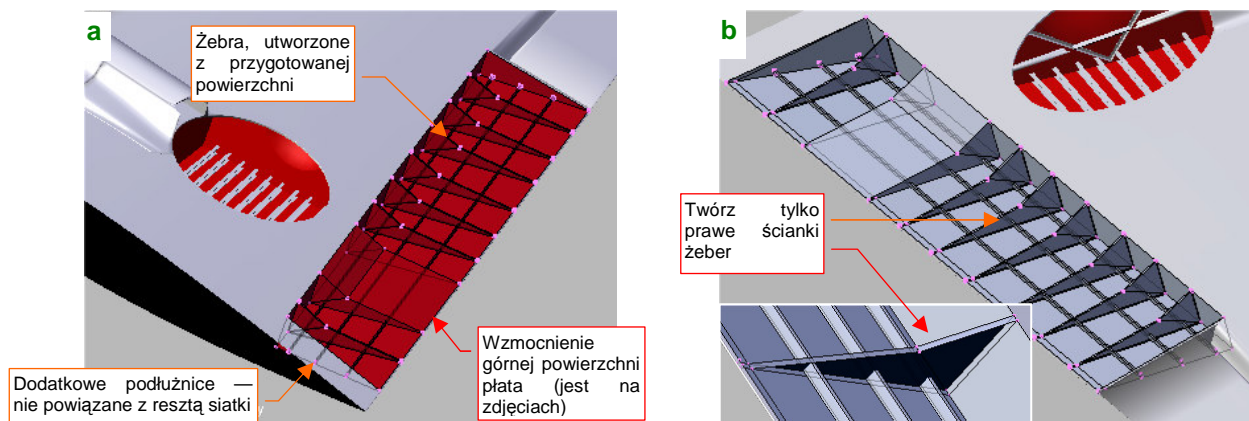 a
Żebra, utworzone
z przygotowanej
powierzchni
Wzmocnienie
górnej powierzchni
płata (jest na
zdjęciach)
Dodatkowe podłużnice —
nie powiązane z resztą siatki
b
Twórz tylko
prawe ścianki
żeber